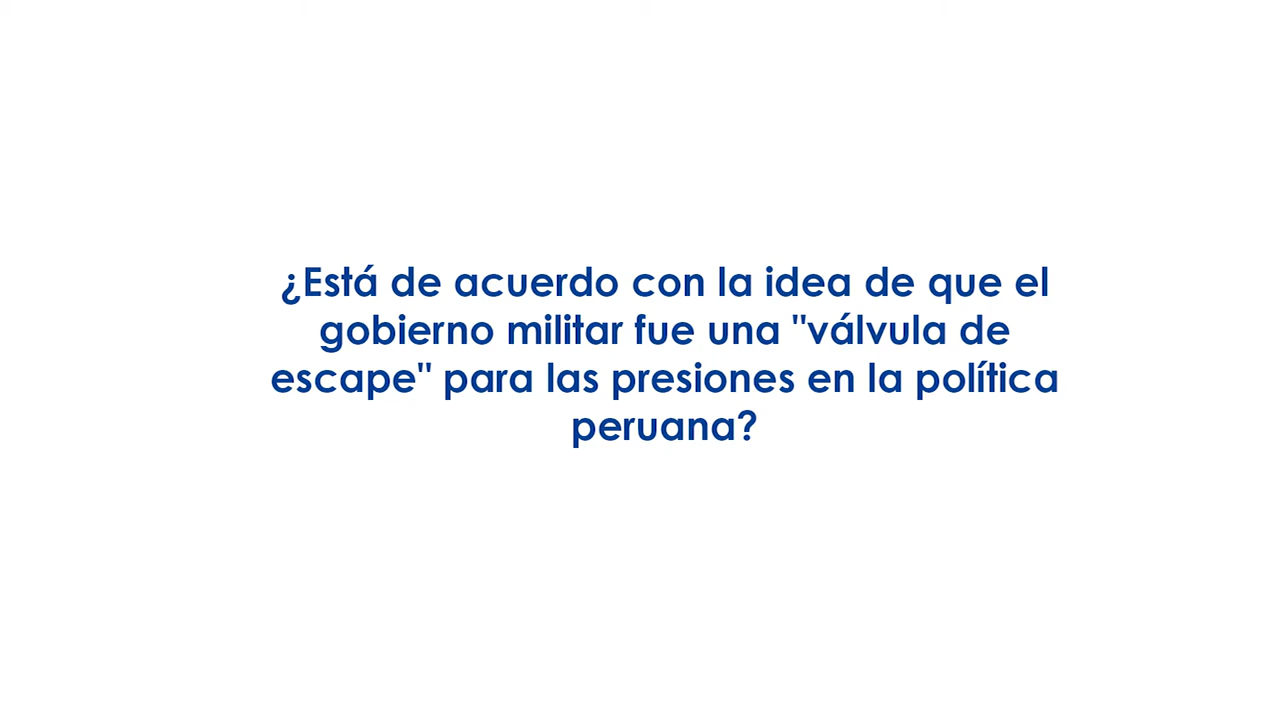 ¿Está de acuerdo con la idea de que el
gobierno militar fue una "válvula de
escape" para las presiones en la política
peruana?